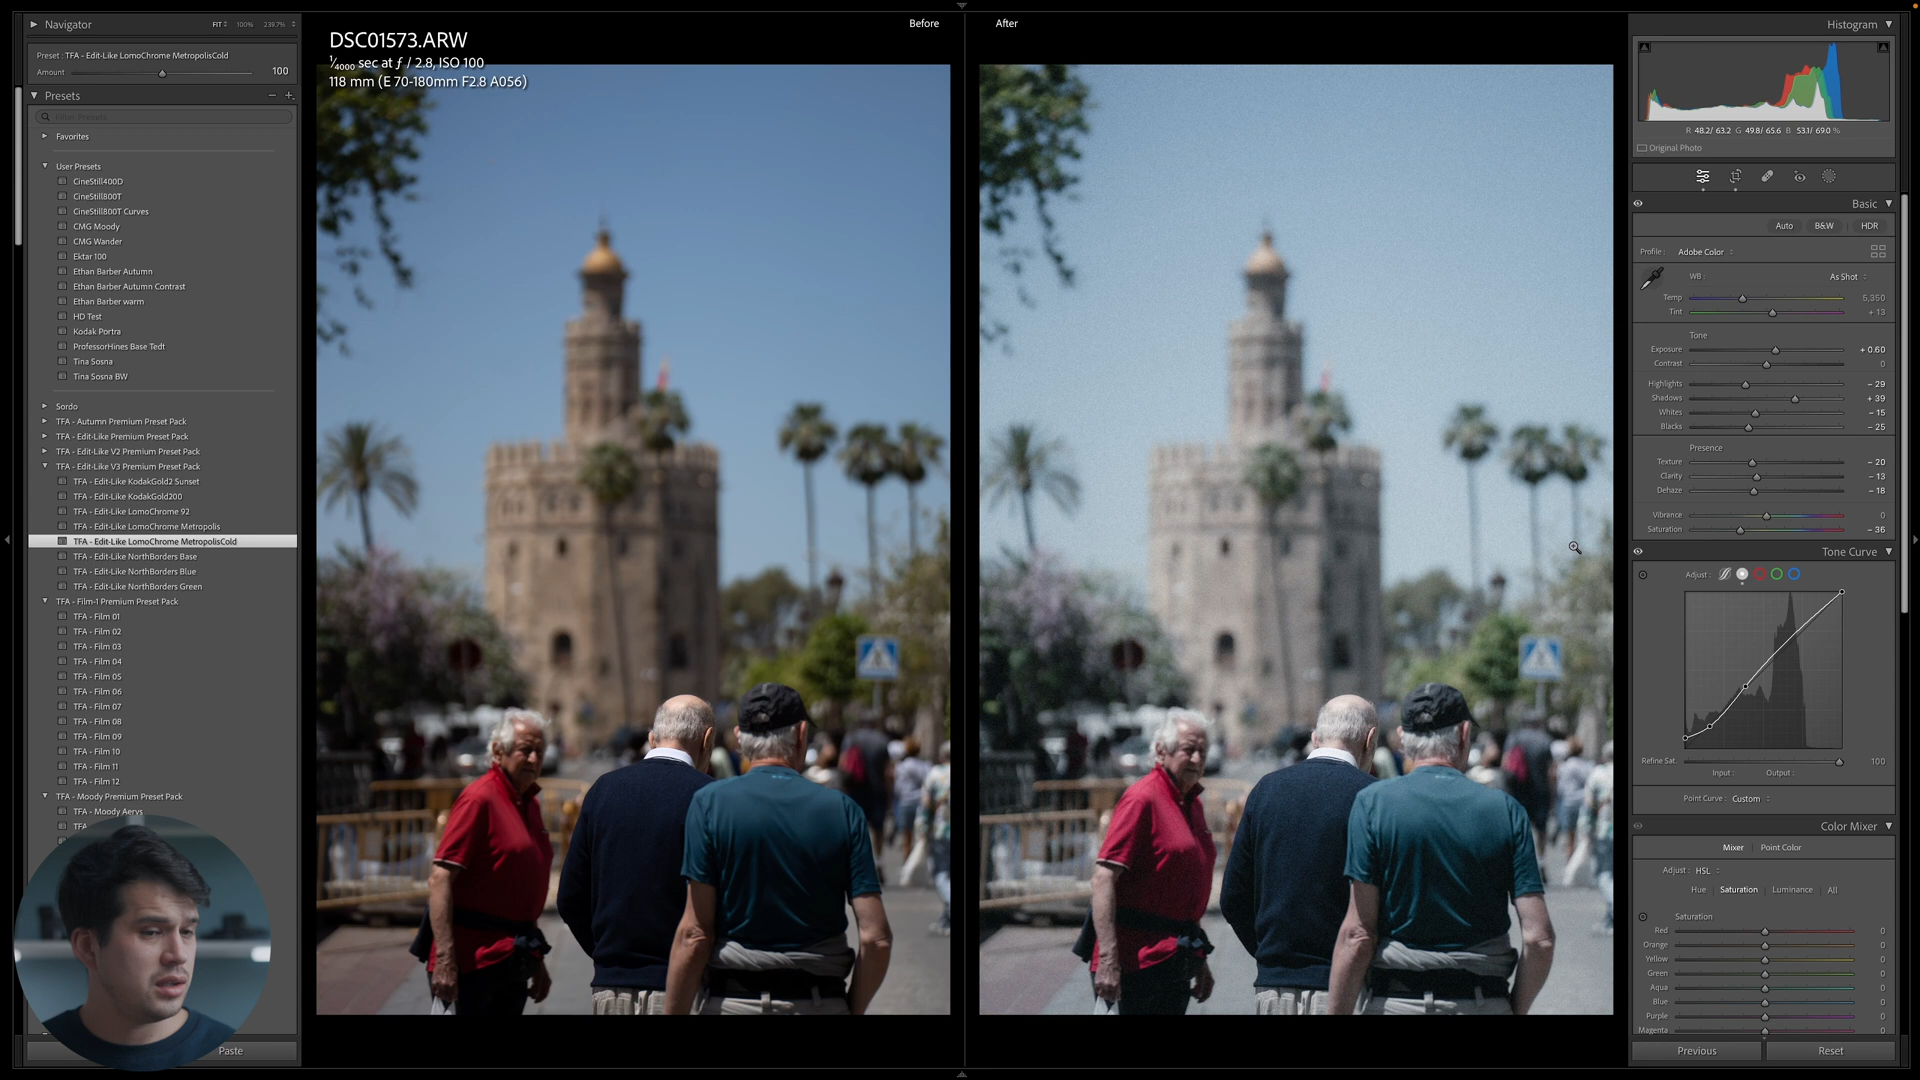 Navigator
FIT
100%
239.7%
Preset : TFA - Edit-Like LomoChrome MetropolisCold
Amount
100
Presets
Filter Presets
Favorites
User Presets
CineStill400D
CineStill800T
CineStill800T Curves
CMG Moody
CMG Wander
Ektar 100
Ethan Barber Autumn
Ethan Barber Autumn Contrast
Ethan Barber warm
HD Test
Kodak Portra
ProfessorHines Base Tedt
Tina Sosna
Tina Sosna BW
Sordo
TFA - Autumn Premium Preset Pack
TFA - Edit-Like Premium Preset Pack
TFA - Edit-Like V2 Premium Preset Pack
TFA - Edit-Like V3 Premium Preset Pack
TFA - Edit-Like KodakGold2 Sunset
TFA - Edit-Like KodakGold200
TFA - Edit-Like LomoChrome 92
TFA - Edit-Like LomoChrome Metropolis
TFA - Edit-Like LomoChrome MetropolisCold
TFA - Edit-Like NorthBorders Base
TFA - Edit-Like NorthBorders Blue
TFA - Edit-Like NorthBorders Green
TFA - Film-1 Premium Preset Pack
TFA - Film 01
TFA - Film 02
TFA - Film 03
TFA - Film 04
TFA - Film 05
TFA - Film 06
TFA - Film 07
TFA - Film 08
TFA - Film 09
TFA - Film 10
TFA - Film 11
TFA - Film 12
TFA - Moody Premium Preset Pack
TFA - Moody Aerys
TFA
Paste
Before
After
DSC01573.ARW
1/4000 sec at ƒ / 2.8, ISO 100
118 mm (E 70-180mm F2.8 A056)
Histogram
R 48.2/ 63.2 G 49.8/ 65.6 B 53.1/ 69.0 %
Original Photo
Basic
Auto B&W HDR
Profile : Adobe Color
WB : As Shot
Temp 5,350
Tint + 13
Tone
Exposure + 0.60
Contrast 0
Highlights − 29
Shadows + 39
Whites − 15
Blacks − 25
Presence
Texture − 20
Clarity − 13
Dehaze − 18
Vibrance 0
Saturation − 36
Tone Curve
Adjust :
Refine Sat. 100
Input : Output :
Point Curve : Custom
Color Mixer
Mixer Point Color
Adjust : HSL
Hue Saturation Luminance All
Saturation
Red 0
Orange 0
Yellow 0
Green 0
Aqua 0
Blue 0
Purple 0
Magenta 0
Previous Reset